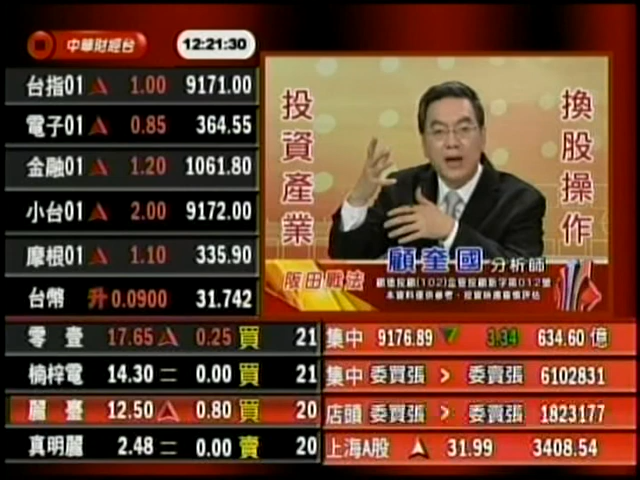 中華財經台
12:21:30
台指01 1.00 9171.00
電子01 0.85 364.55
金融01 1.20 1061.80
小台01 2.00 9172.00
摩根01 1.10 335.90
台幣 升0.0900 31.742
投資產業
換股操作
顧奎國 分析師
阪田戰法
零壹 17.65 0.25 買 21
楠梓電 14.30 0.00 買 21
麗臺 12.50 0.80 買 20
真明麗 2.48 0.00 賣 20
集中 9176.89 3.34 634.60 億
集中 委買張 > 委賣張 6102831
店頭 委買張 > 委賣張 1823177
上海A股 31.99 3408.54